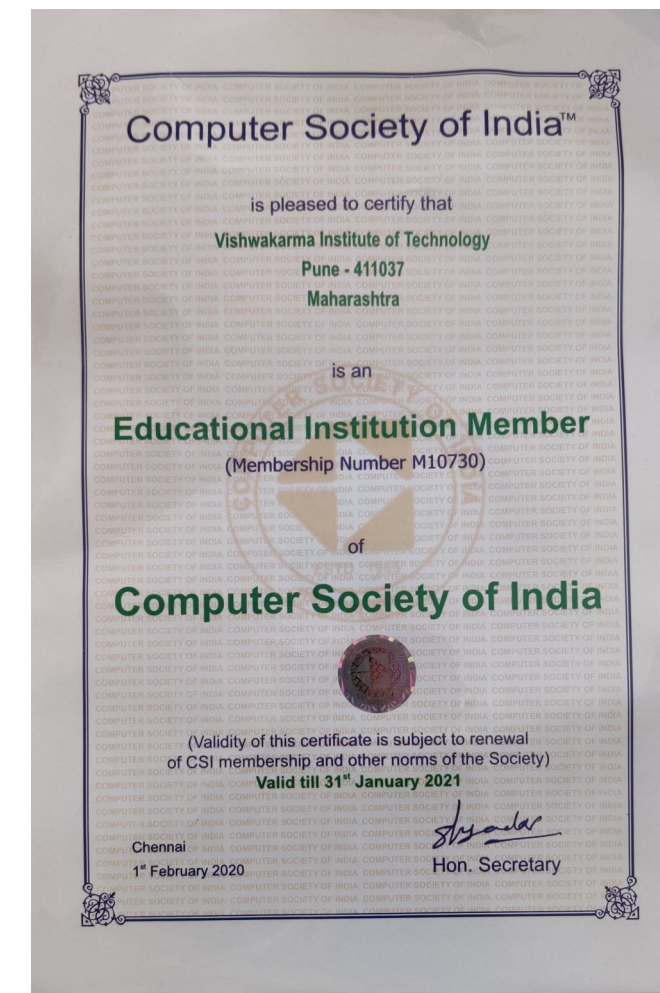 Computer Society of India™
is pleased to certify that
Vishwakarma Institute of Technology
Pune - 411037
Maharashtra
is an
Educational Institution Member
(Membership Number M10730)
of
Computer Society of India
(Validity of this certificate is subject to renewal
of CSI membership and other norms of the Society)
Valid till 31st January 2021
Chennai
1st February 2020
Hon. Secretary